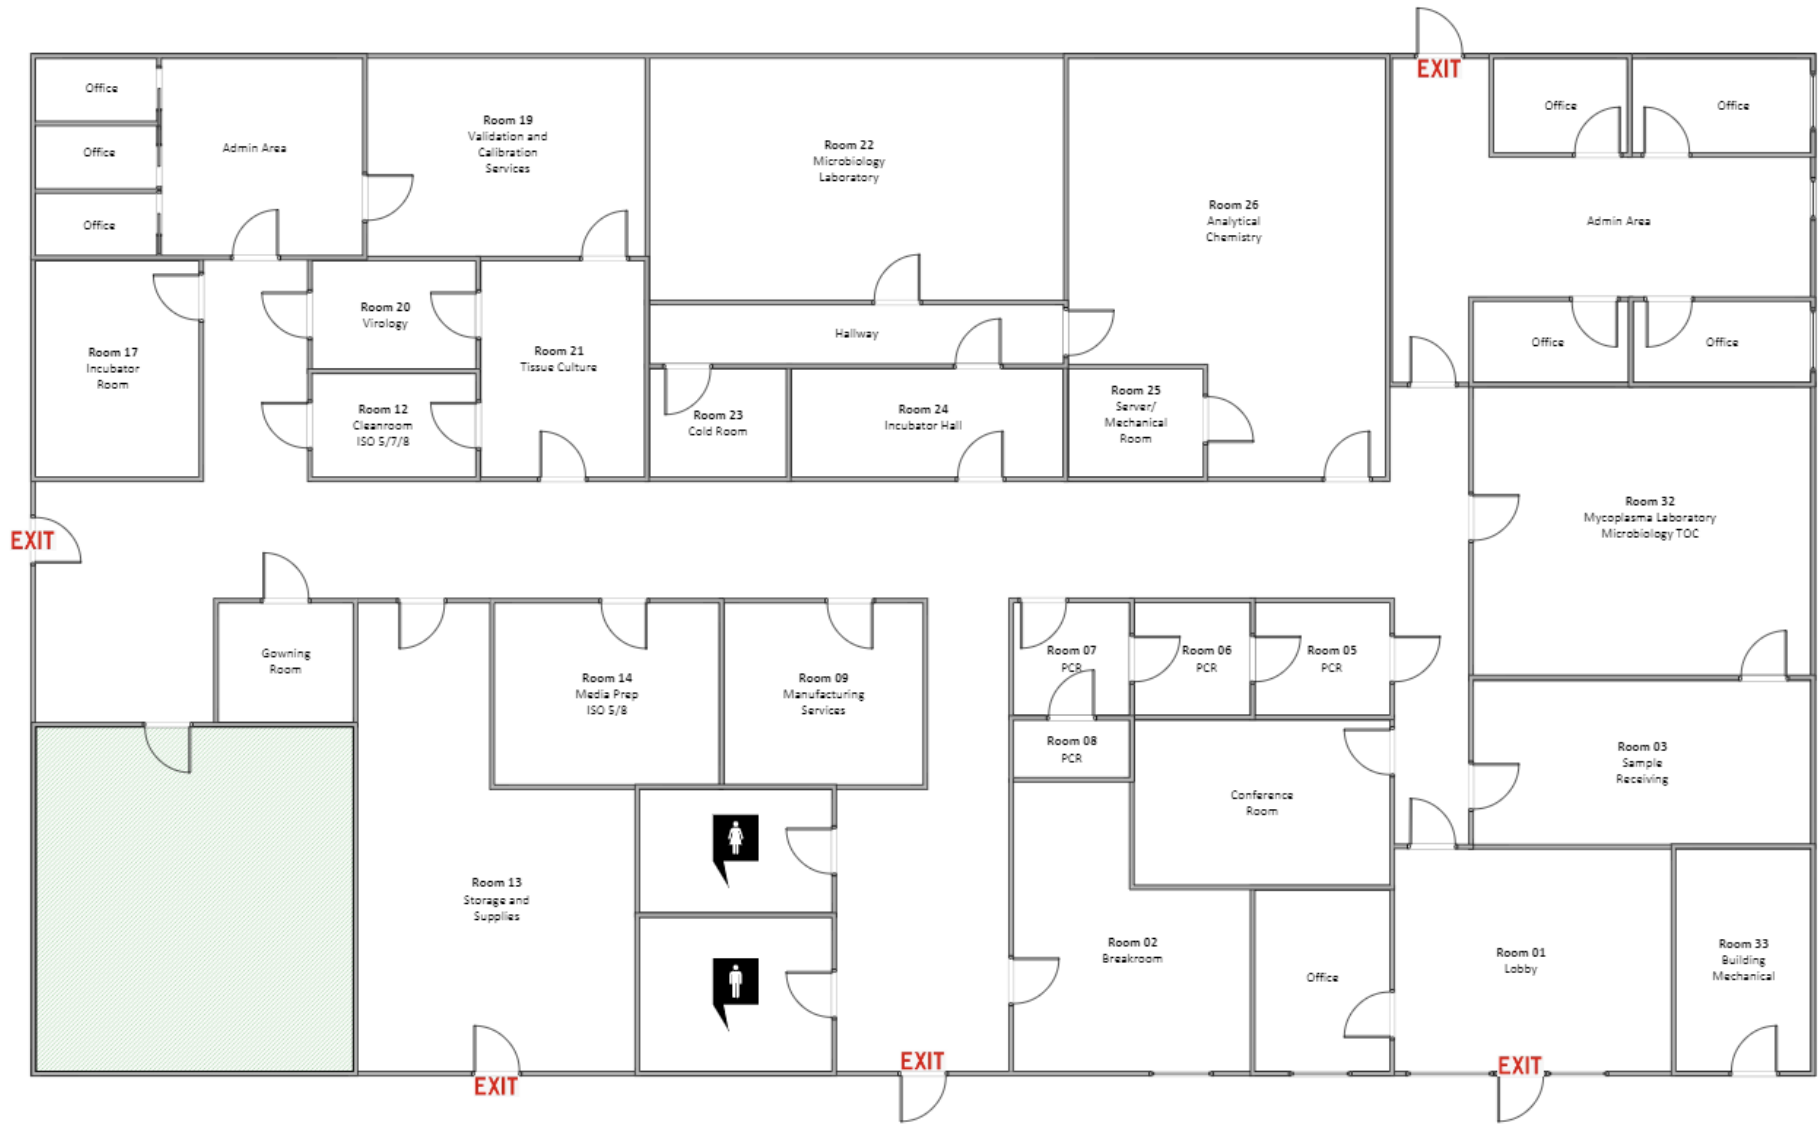 EXIT
Office
Office
Office
Admin Area
Room 19
Validation and
Calibration
Services
Room 22
Microbiology
Laboratory
Room 26
Analytical
Chemistry
Office
Office
Admin Area
Office
Office
Room 17
Incubator
Room
Room 20
Virology
Room 12
Cleanroom
ISO 5/7/8
Room 21
Tissue Culture
Hallway
Room 23
Cold Room
Room 24
Incubator Hall
Room 25
Server/
Mechanical
Room
Room 32
Mycoplasma Laboratory
Microbiology TOC
EXIT
Gowning
Room
Room 14
Media Prep
ISO 5/8
Room 09
Manufacturing
Services
Room 07
PCR
Room 06
PCR
Room 05
PCR
Room 08
PCR
Conference
Room
Room 03
Sample
Receiving
Room 13
Storage and
Supplies
Room 02
Breakroom
Office
Room 01
Lobby
Room 33
Building
Mechanical
EXIT
EXIT
EXIT